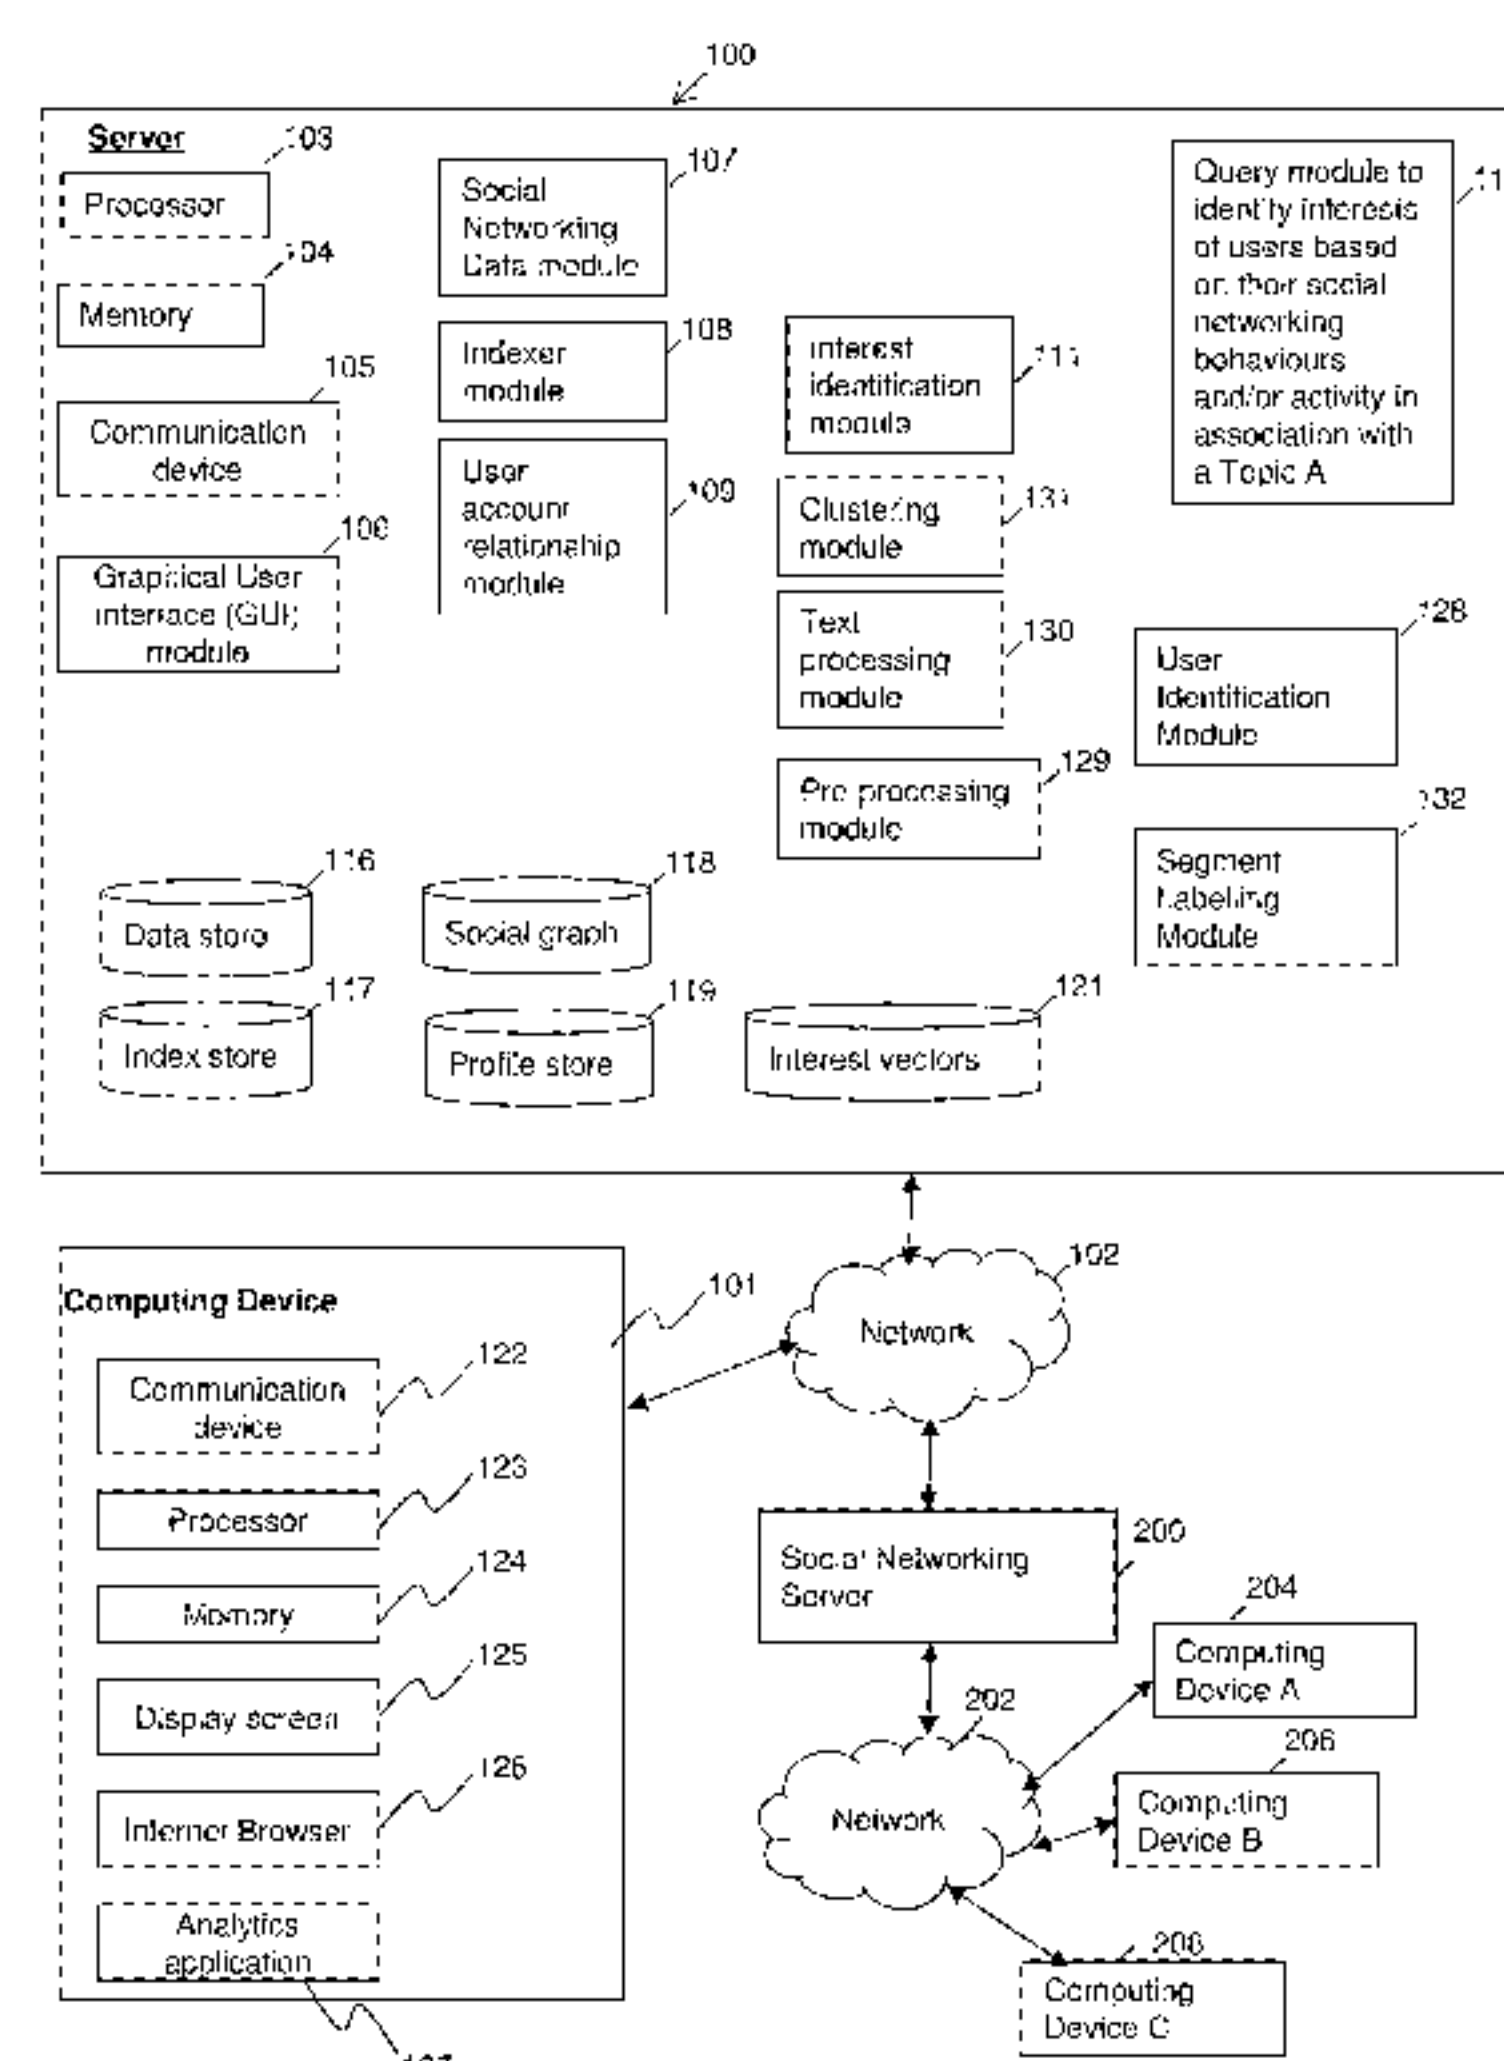 100
Server
103
Processor
104
Memory
105
Communication
device
Graphical User
interface (GUI)
module
107
Social
Networking
Data module
108
Indexer
module
109
User
account
relationship
module
Interest
identification
module
Clustering
module
130
Text
processing
module
129
Pre processing
module
Query module to
identify interests
of users based
on their social
networking
behaviours
and/or activity in
association with
a Topic A
128
User
Identification
Module
132
Segment
Labeling
Module
116
Data store
117
Index store
118
Social graph
119
Profile store
121
Interest vectors
102
Network
101
Computing Device
122
Communication
device
123
Processor
124
Memory
125
Display screen
126
Internet Browser
Analytics
application
200
Social Networking
Server
202
Network
204
Computing
Device A
206
Computing
Device B
Computing
Device C